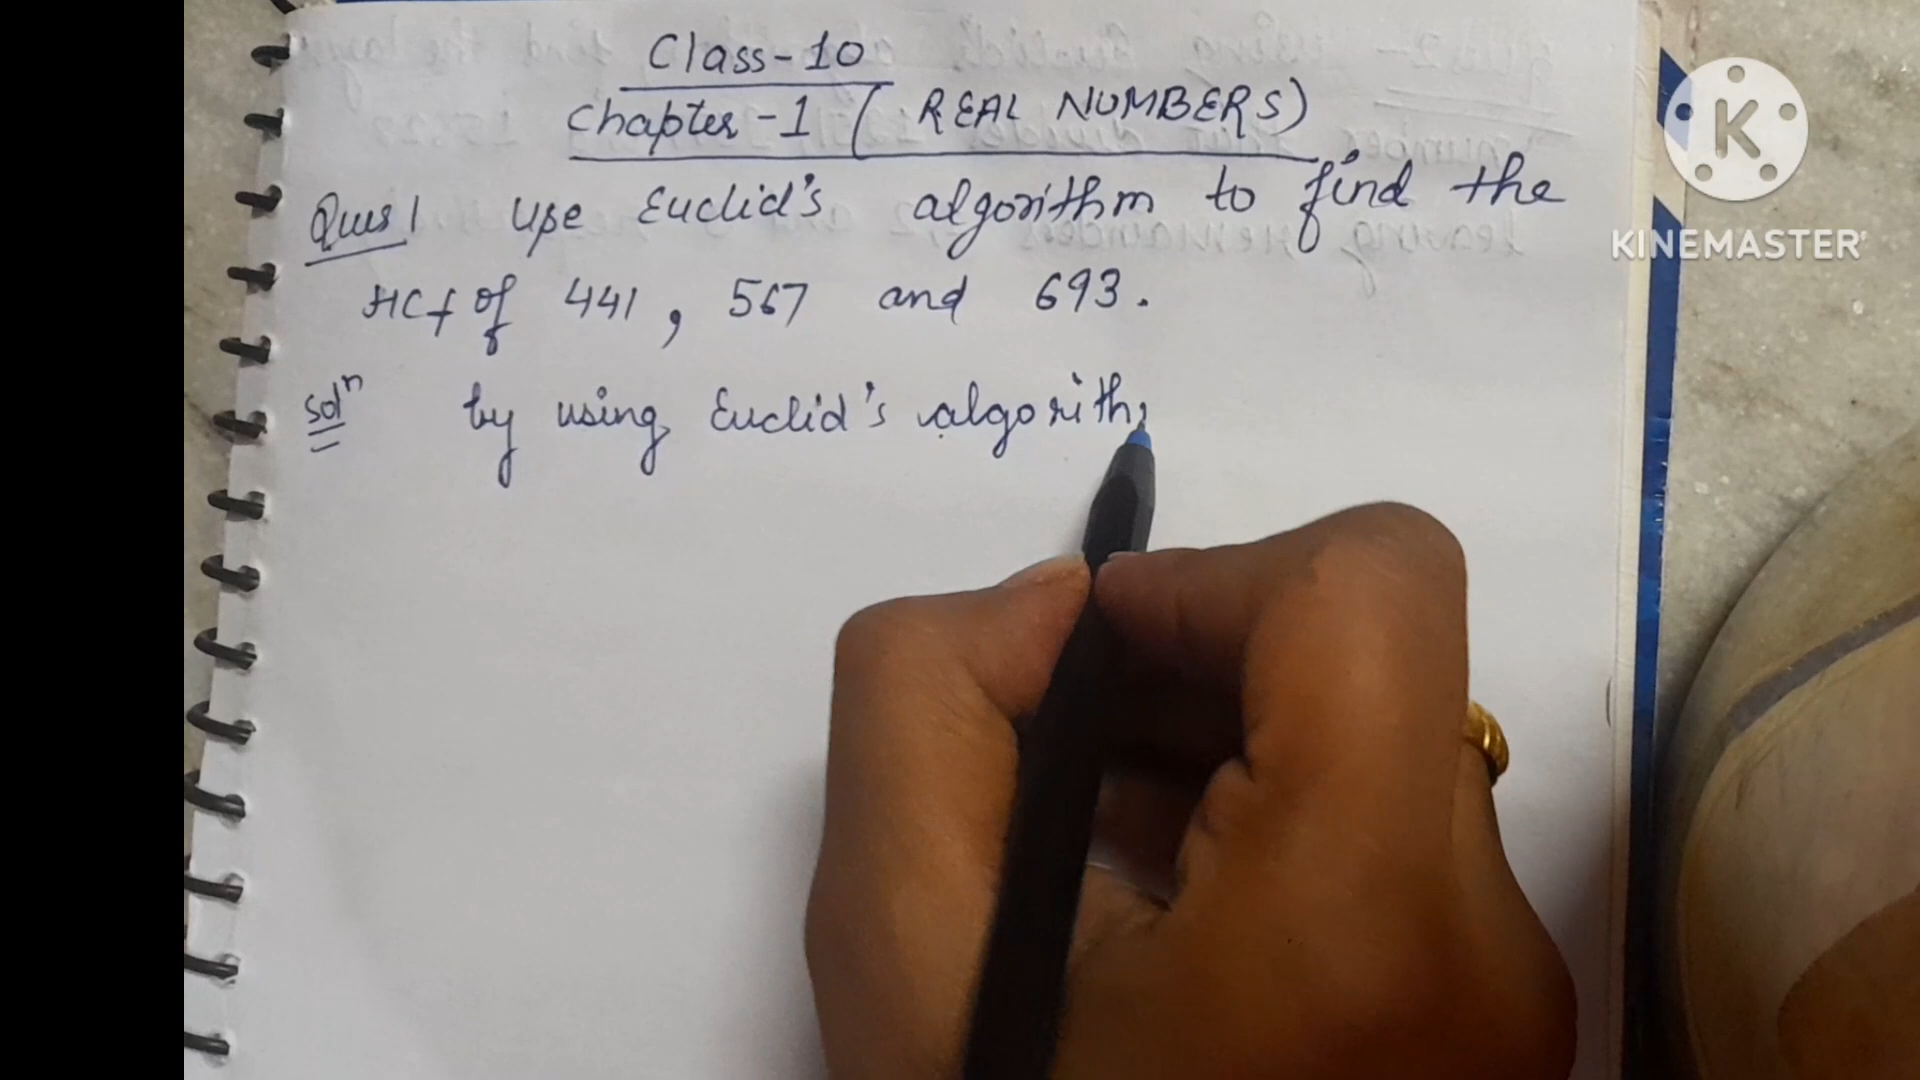 Class-10
Chapter-1 (REAL NUMBERS)
Ques 1 use Euclid's algorithm to find the
HCf of 441, 567 and 693.
Solⁿ by using Euclid's algorith
K
KINEMASTER